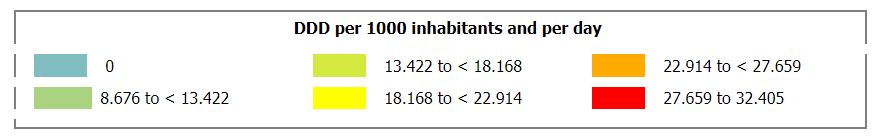 DDD per 1000 inhabitants and per day
0 13.422 to < 18.168 22.914 to < 27.659
8.676 to < 13.422 18.168 to < 22.914 27.659 to 32.405